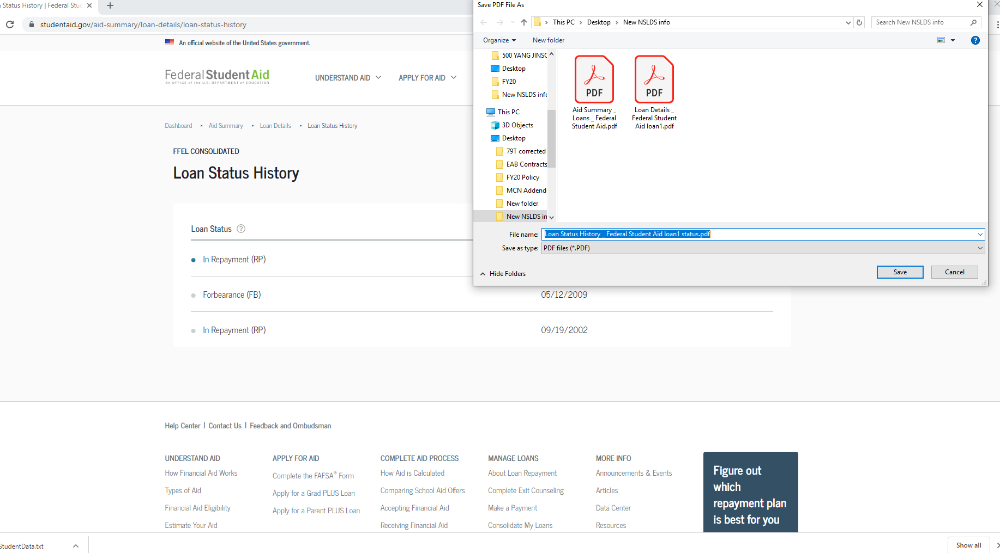 Status History | Federal Stu
studentaid.gov/aid-summary/loan-details/loan-status-history
An official website of the United States government.
Federal Student Aid
An OFFICE of the U.S. DEPARTMENT of EDUCATION
UNDERSTAND AID
APPLY FOR AID
Dashboard
Aid Summary
Loan Details
Loan Status History
FFEL CONSOLIDATED
Loan Status History
Loan Status ?
In Repayment (RP)
Forbearance (FB) 05/12/2009
In Repayment (RP) 09/19/2002
Save PDF File As
This PC > Desktop > New NSLDS info
Search New NSLDS info
Organize
New folder
?
500 YANG JINSC
Desktop
FY20
New NSLDS info
This PC
3D Objects
Desktop
79T corrected
EAB Contracts
FY20 Policy
MCN Addend
New folder
New NSLDS in
PDF
Aid Summary _
Loans _ Federal
Student Aid.pdf
PDF
Loan Details _
Federal Student
Aid loan1.pdf
File name: Loan Status History _ Federal Student Aid loan1 status.pdf
Save as type: PDF files (*.PDF)
Hide Folders
Save
Cancel
Help Center | Contact Us | Feedback and Ombudsman
UNDERSTAND AID
How Financial Aid Works
Types of Aid
Financial Aid Eligibility
Estimate Your Aid
APPLY FOR AID
Complete the FAFSA® Form
Apply for a Grad PLUS Loan
Apply for a Parent PLUS Loan
COMPLETE AID PROCESS
How Aid is Calculated
Comparing School Aid Offers
Accepting Financial Aid
Receiving Financial Aid
MANAGE LOANS
About Loan Repayment
Complete Exit Counseling
Make a Payment
Consolidate My Loans
MORE INFO
Announcements & Events
Articles
Data Center
Resources
Figure out
which
repayment plan
is best for you
StudentData.txt
Show all